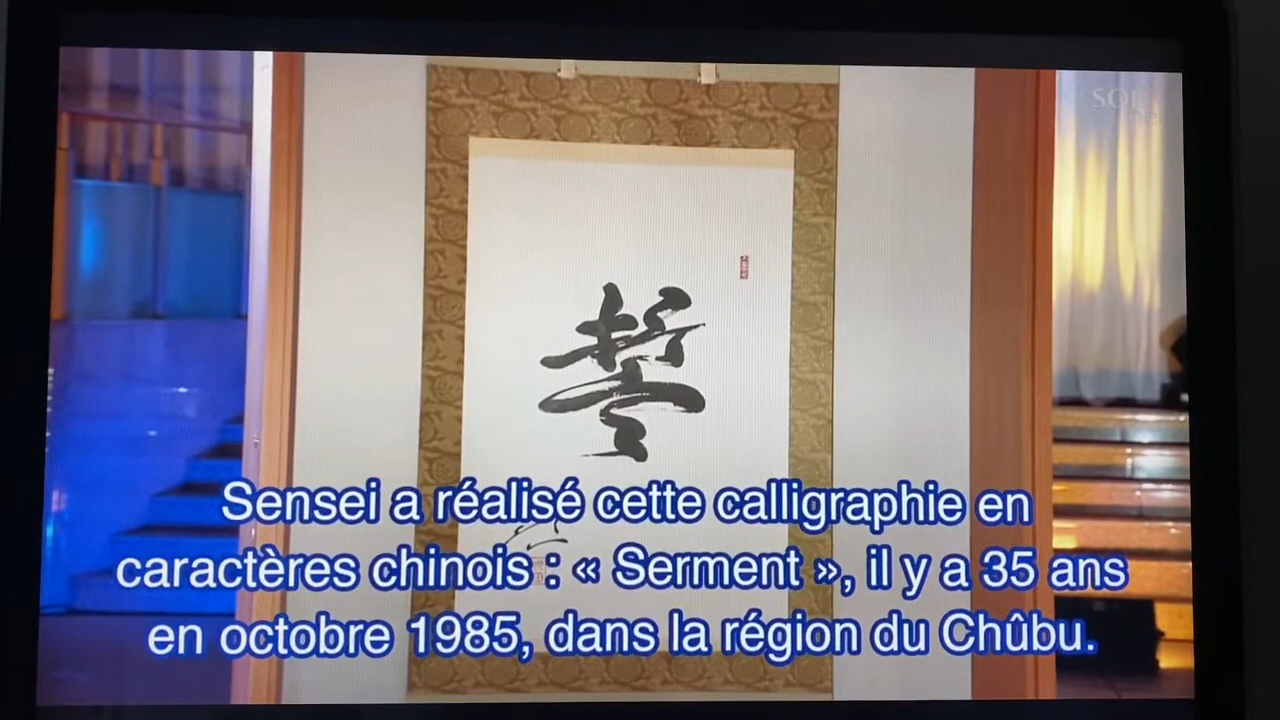 誓
Sensei a réalisé cette calligraphie en
caractères chinois : « Serment », il y a 35 ans
en octobre 1985, dans la région du Chûbu.